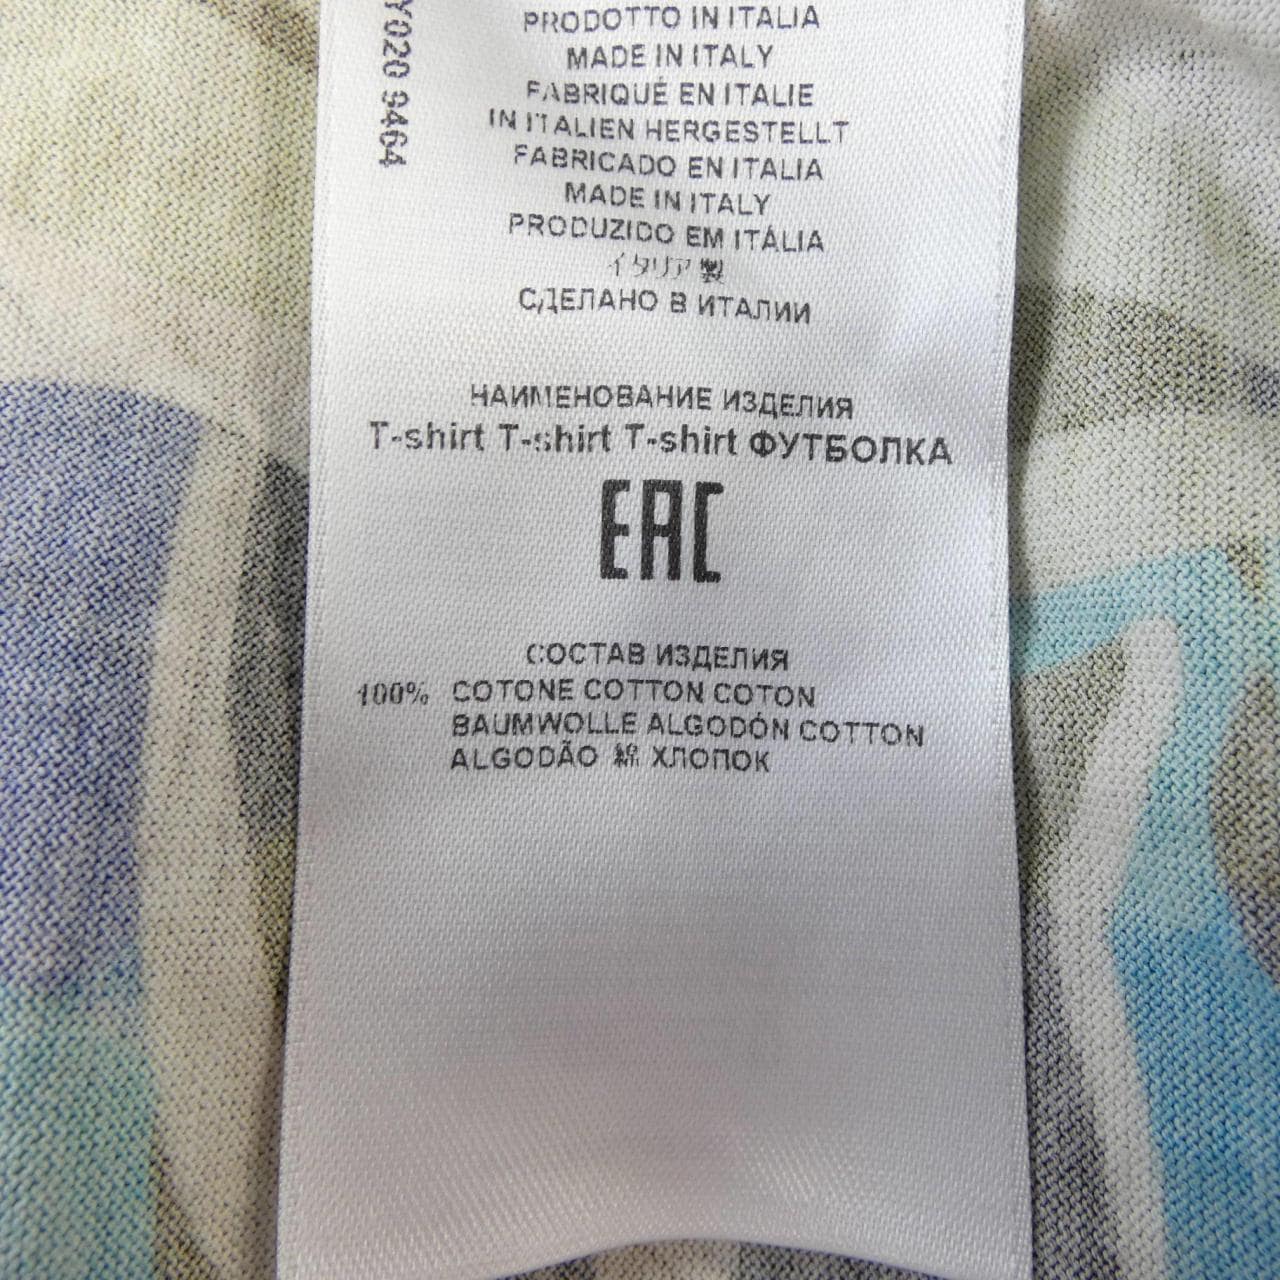 Y020 9464
PRODOTTO IN ITALIA
MADE IN ITALY
FABRIQUÉ EN ITALIE
IN ITALIEN HERGESTELLT
FABRICADO EN ITALIA
MADE IN ITALY
PRODUZIDO EM ITÁLIA
イタリア製
СДЕЛАНО В ИТАЛИИ
НАИМЕНОВАНИЕ ИЗДЕЛИЯ
T-shirt T-shirt T-shirt ФУТБОЛКА
EAC
СОСТАВ ИЗДЕЛИЯ
100% COTONE COTTON COTON
BAUMWOLLE ALGODÓN COTTON
ALGODÃO 綿 ХЛОПОК